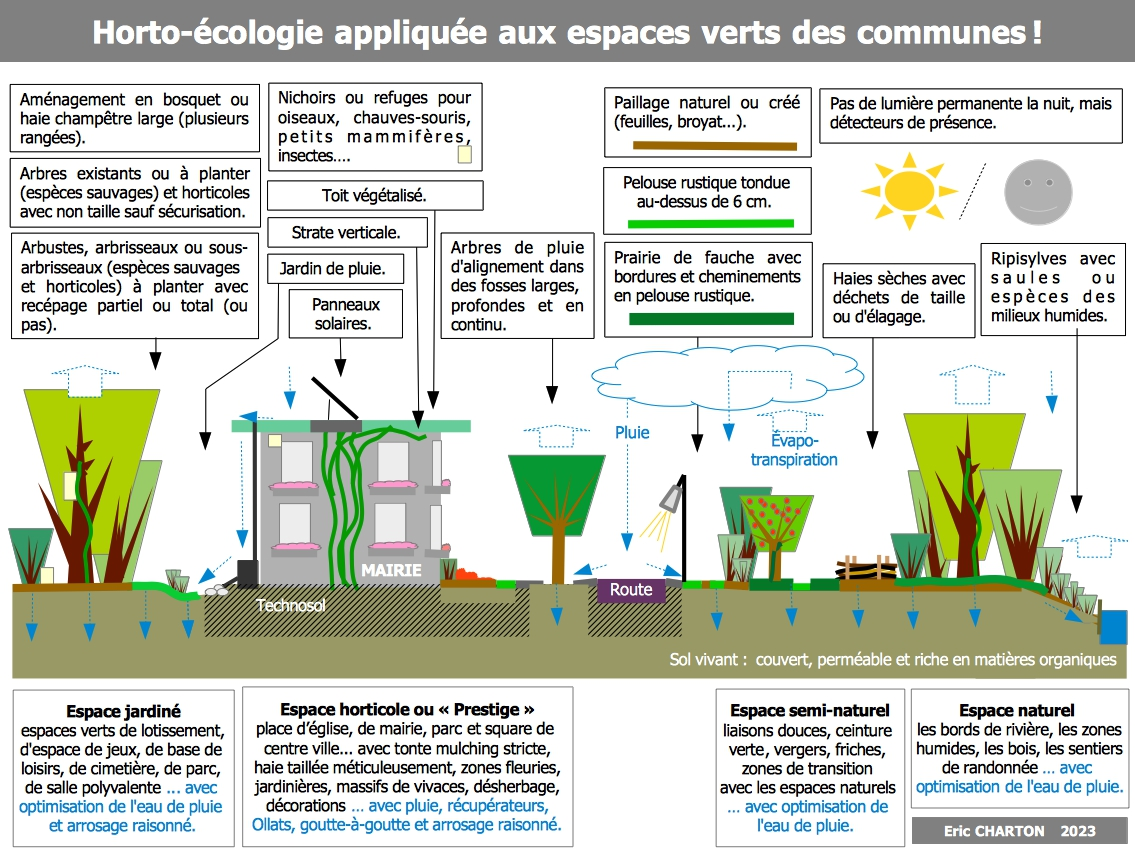 Horto-écologie appliquée aux espaces verts des communes !
Aménagement en bosquet ou
haie champêtre large (plusieurs
rangées).
Arbres existants ou à planter
(espèces sauvages) et horticoles
avec non taille sauf sécurisation.
Arbustes, arbrisseaux ou sous-
arbrisseaux (espèces sauvages
et horticoles) à planter avec
recépage partiel ou total (ou
pas).
Nichoirs ou refuges pour
oiseaux, chauves-souris,
petits mammifères,
insectes....
Toit végétalisé.
Strate verticale.
Jardin de pluie.
Panneaux
solaires.
Arbres de pluie
d'alignement dans
des fosses larges,
profondes et en
continu.
Paillage naturel ou créé
(feuilles, broyat...).
Pelouse rustique tondue
au-dessus de 6 cm.
Prairie de fauche avec
bordures et cheminements
en pelouse rustique.
Pas de lumière permanente la nuit, mais
détecteurs de présence.
Haies sèches avec
déchets de taille
ou d'élagage.
Ripisylves avec
saules ou
espèces des
milieux humides.
Pluie
Évapo-
transpiration
MAIRIE
Technosol
Route
Sol vivant : couvert, perméable et riche en matières organiques
Espace jardiné
espaces verts de lotissement,
d'espace de jeux, de base de
loisirs, de cimetière, de parc,
de salle polyvalente ... avec
optimisation de l'eau de pluie
et arrosage raisonné.
Espace horticole ou « Prestige »
place d'église, de mairie, parc et square de
centre ville... avec tonte mulching stricte,
haie taillée méticuleusement, zones fleuries,
jardinières, massifs de vivaces, désherbage,
décorations ... avec pluie, récupérateurs,
Ollats, goutte-à-goutte et arrosage raisonné.
Espace semi-naturel
liaisons douces, ceinture
verte, vergers, friches,
zones de transition
avec les espaces naturels
... avec optimisation de
l'eau de pluie.
Espace naturel
les bords de rivière, les zones
humides, les bois, les sentiers
de randonnée ... avec
optimisation de l'eau de pluie.
Eric CHARTON 2023